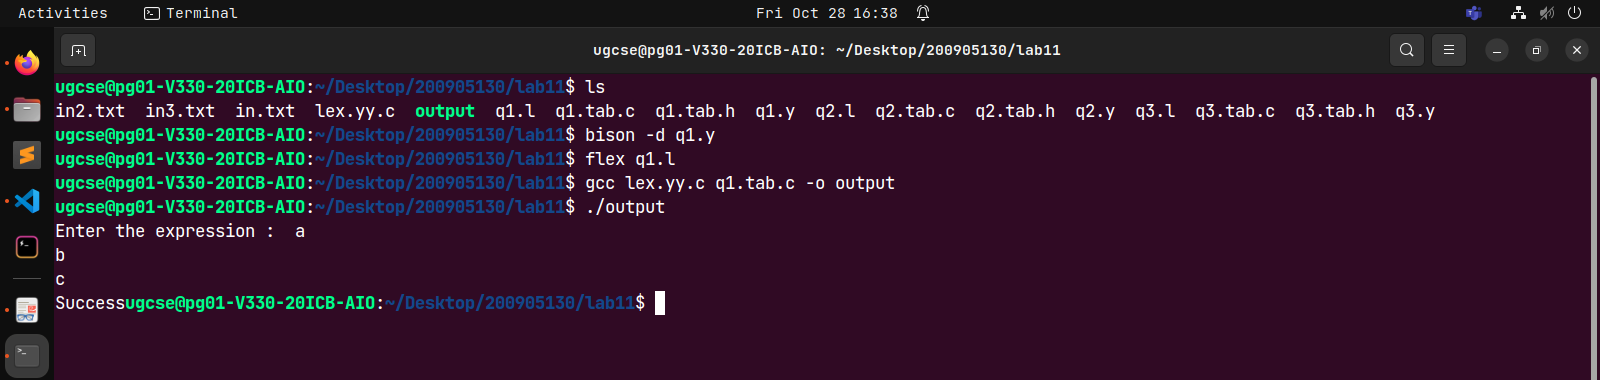 Activities Terminal Fri Oct 28 16:38
ugcse@pg01-V330-20ICB-AIO: ~/Desktop/200905130/lab11
ugcse@pg01-V330-20ICB-AIO:~/Desktop/200905130/lab11$ ls
in2.txt  in3.txt  in.txt  lex.yy.c  output  q1.l  q1.tab.c  q1.tab.h  q1.y  q2.l  q2.tab.c  q2.tab.h  q2.y  q3.l  q3.tab.c  q3.tab.h  q3.y
ugcse@pg01-V330-20ICB-AIO:~/Desktop/200905130/lab11$ bison -d q1.y
ugcse@pg01-V330-20ICB-AIO:~/Desktop/200905130/lab11$ flex q1.l
ugcse@pg01-V330-20ICB-AIO:~/Desktop/200905130/lab11$ gcc lex.yy.c q1.tab.c -o output
ugcse@pg01-V330-20ICB-AIO:~/Desktop/200905130/lab11$ ./output
Enter the expression :  a
b
c
Successugcse@pg01-V330-20ICB-AIO:~/Desktop/200905130/lab11$